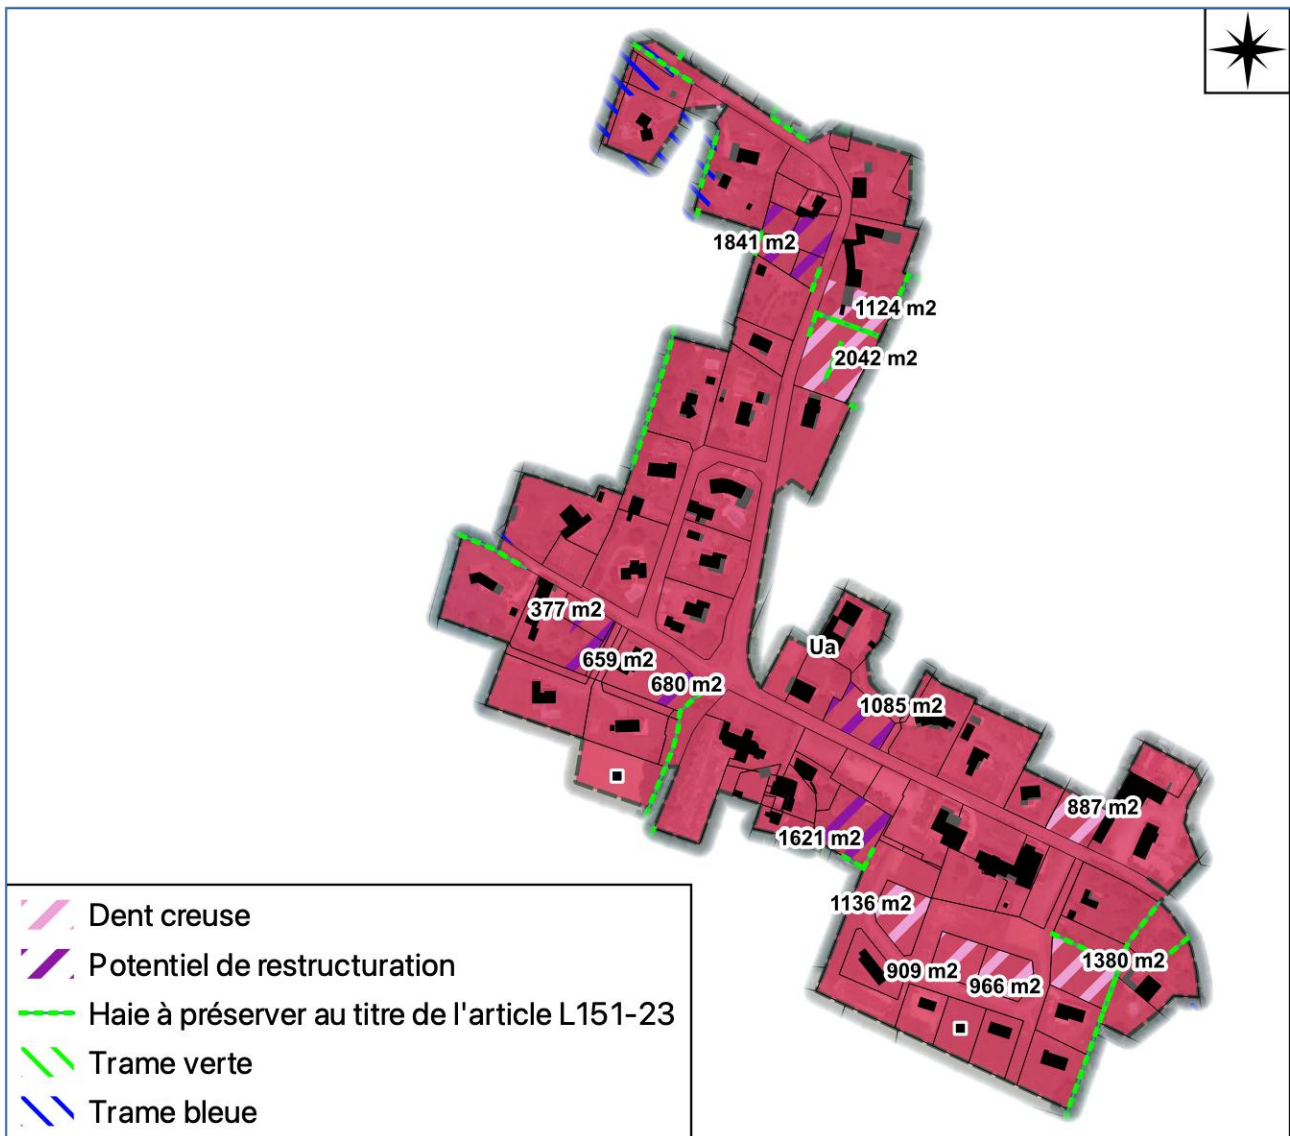 1841 m2
1124 m2
2042 m2
377 m2
659 m2
680 m2
Ua
1085 m2
887 m2
1621 m2
1136 m2
909 m2
966 m2
1380 m2
Dent creuse
Potentiel de restructuration
Haie à préserver au titre de l'article L151-23
Trame verte
Trame bleue